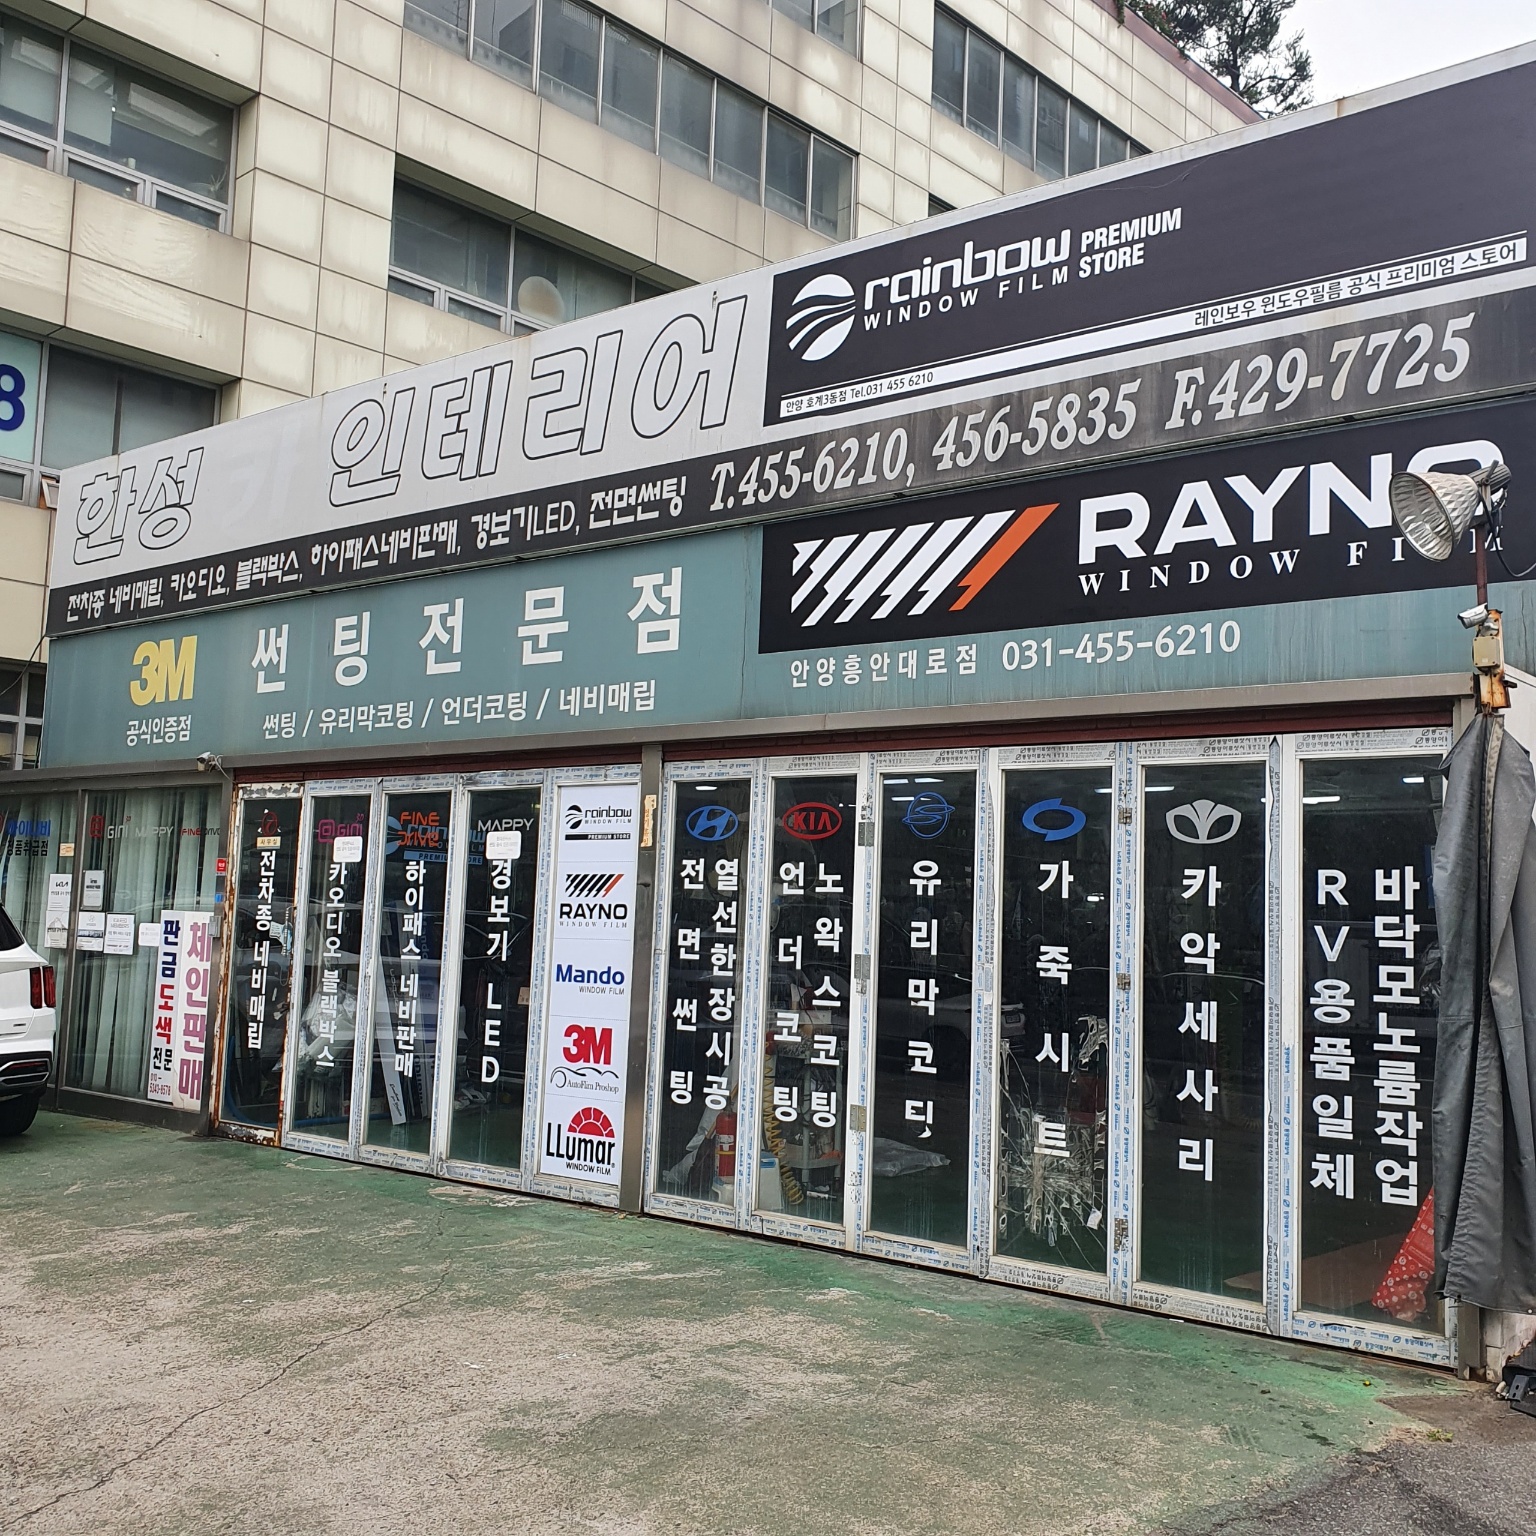 8
한성 카 인테리어
rainbow PREMIUM STORE
WINDOW FILM
레인보우 윈도우필름 공식 프리미엄 스토어
안양 호계3동점 Tel.031 455 6210
전차종 네비매립, 카오디오, 블랙박스, 하이패스네비판매, 경보기LED, 전면썬팅 T.455-6210, 456-5835 F.429-7725
3M
공식인증점
썬팅전문점
썬팅 / 유리막코팅 / 언더코팅 / 네비매립
RAYNO
WINDOW FILM
안양흥안대로점 031-455-6210
GINI MAPPY FINE
체인판매
판금도색 전문
전차종 네비매립
GINI
카오디오 블랙박스
FINE DRIVE
하이패스네비판매
MAPPY
경보기 LED
rainbow
WINDOW FILM
PREMIUM STORE
RAYNO
WINDOW FILM
Mando
WINDOW FILM
3M
AutoFilm Proshop
LLumar
WINDOW FILM
전면썬팅
열선한장시공
KIA
언더코팅
노왁스코팅
유리막코딧
가죽시트
카악세사리
RV용품일체
바닥모노륨작업